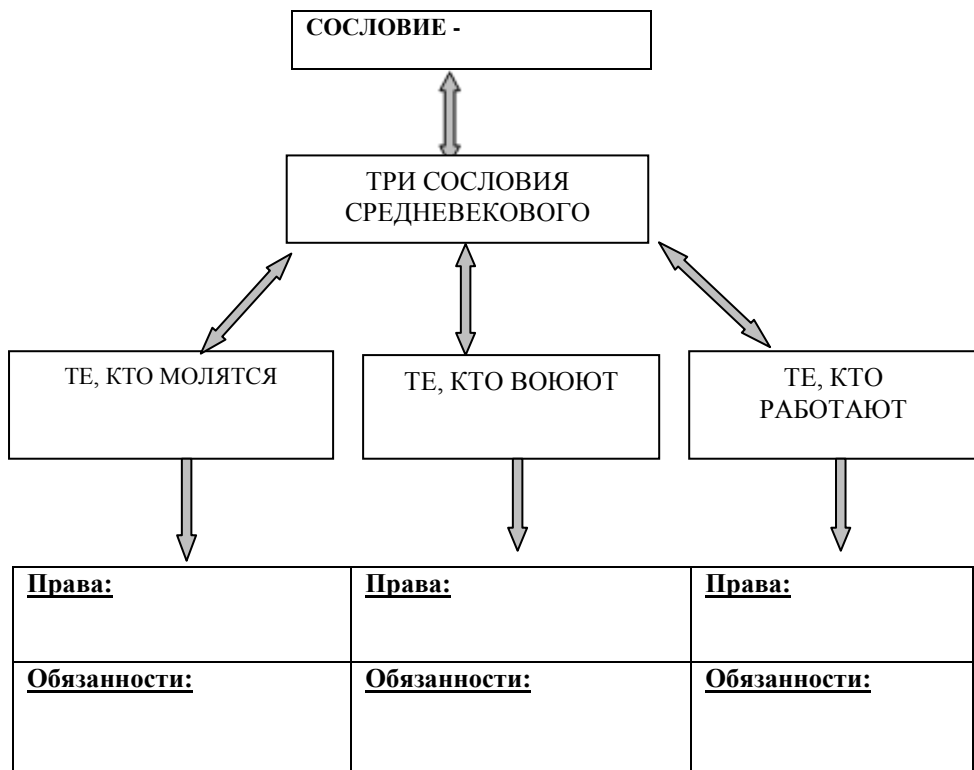 СОСЛОВИЕ -
ТРИ СОСЛОВИЯ
СРЕДНЕВЕКОВОГО
ТЕ, КТО МОЛЯТСЯ
ТЕ, КТО ВОЮЮТ
ТЕ, КТО
РАБОТАЮТ
Права:
Права:
Права:
Обязанности:
Обязанности:
Обязанности: